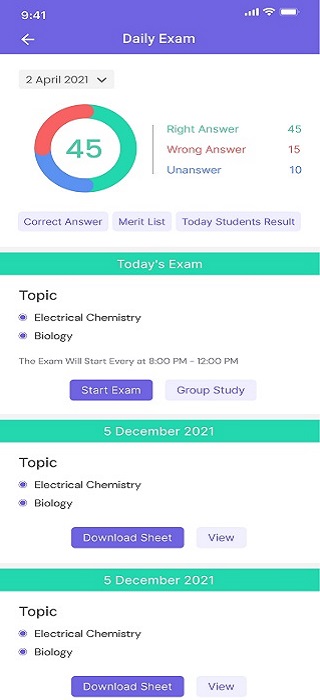 9:41
Daily Exam
2 April 2021
45
Right Answer 45
Wrong Answer 15
Unanswer 10
Correct Answer Merit List Today Students Result
Today's Exam
Topic
Electrical Chemistry
Biology
The Exam Will Start Every at 8:00 PM - 12:00 PM
Start Exam Group Study
5 December 2021
Topic
Electrical Chemistry
Biology
Download Sheet View
5 December 2021
Topic
Electrical Chemistry
Biology
Download Sheet View